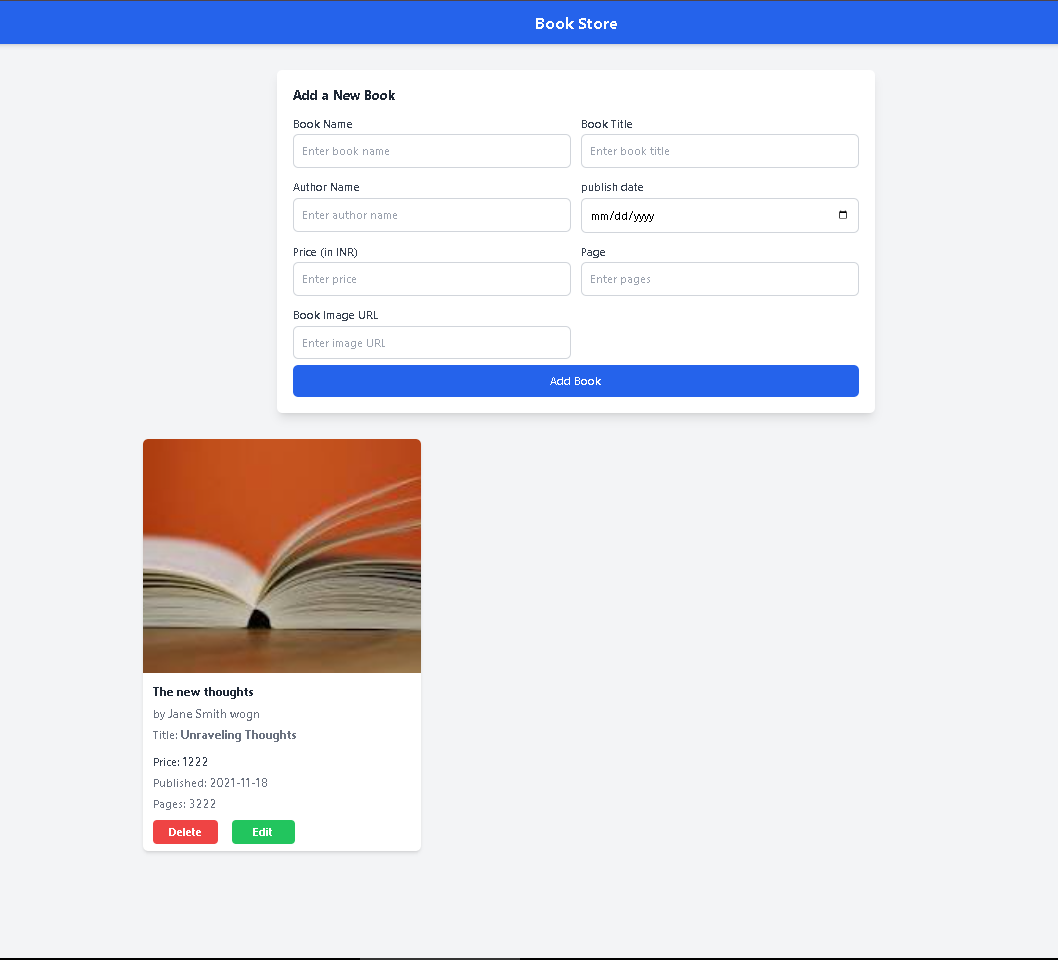 Book Store
Add a New Book
Book Name
Book Title
Enter book name
Enter book title
Author Name
publish date
Enter author name
mm/dd/yyyy
Price (in INR)
Page
Enter price
Enter pages
Book Image URL
Enter image URL
Add Book
The new thoughts
by Jane Smith wogn
Title: Unraveling Thoughts
Price: 1222
Published: 2021-11-18
Pages: 3222
Delete
Edit